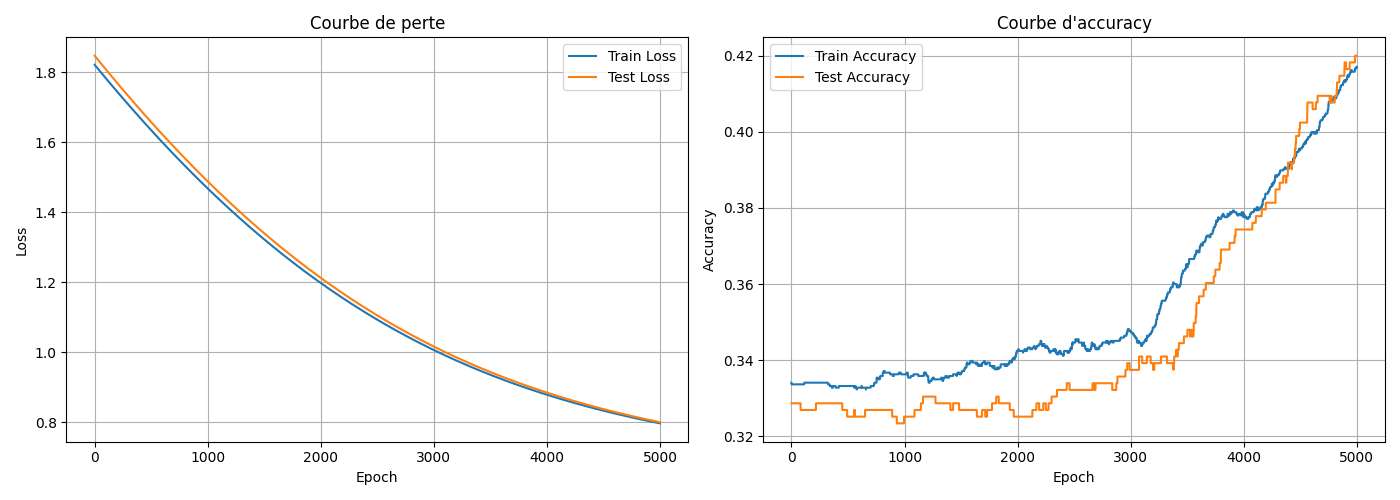 Courbe de perte
Train Loss
Test Loss
1.8
1.6
1.4
1.2
1.0
0.8
Loss
0 1000 2000 3000 4000 5000
Epoch
Courbe d'accuracy
Train Accuracy
Test Accuracy
0.42
0.40
0.38
0.36
0.34
0.32
Accuracy
0 1000 2000 3000 4000 5000
Epoch